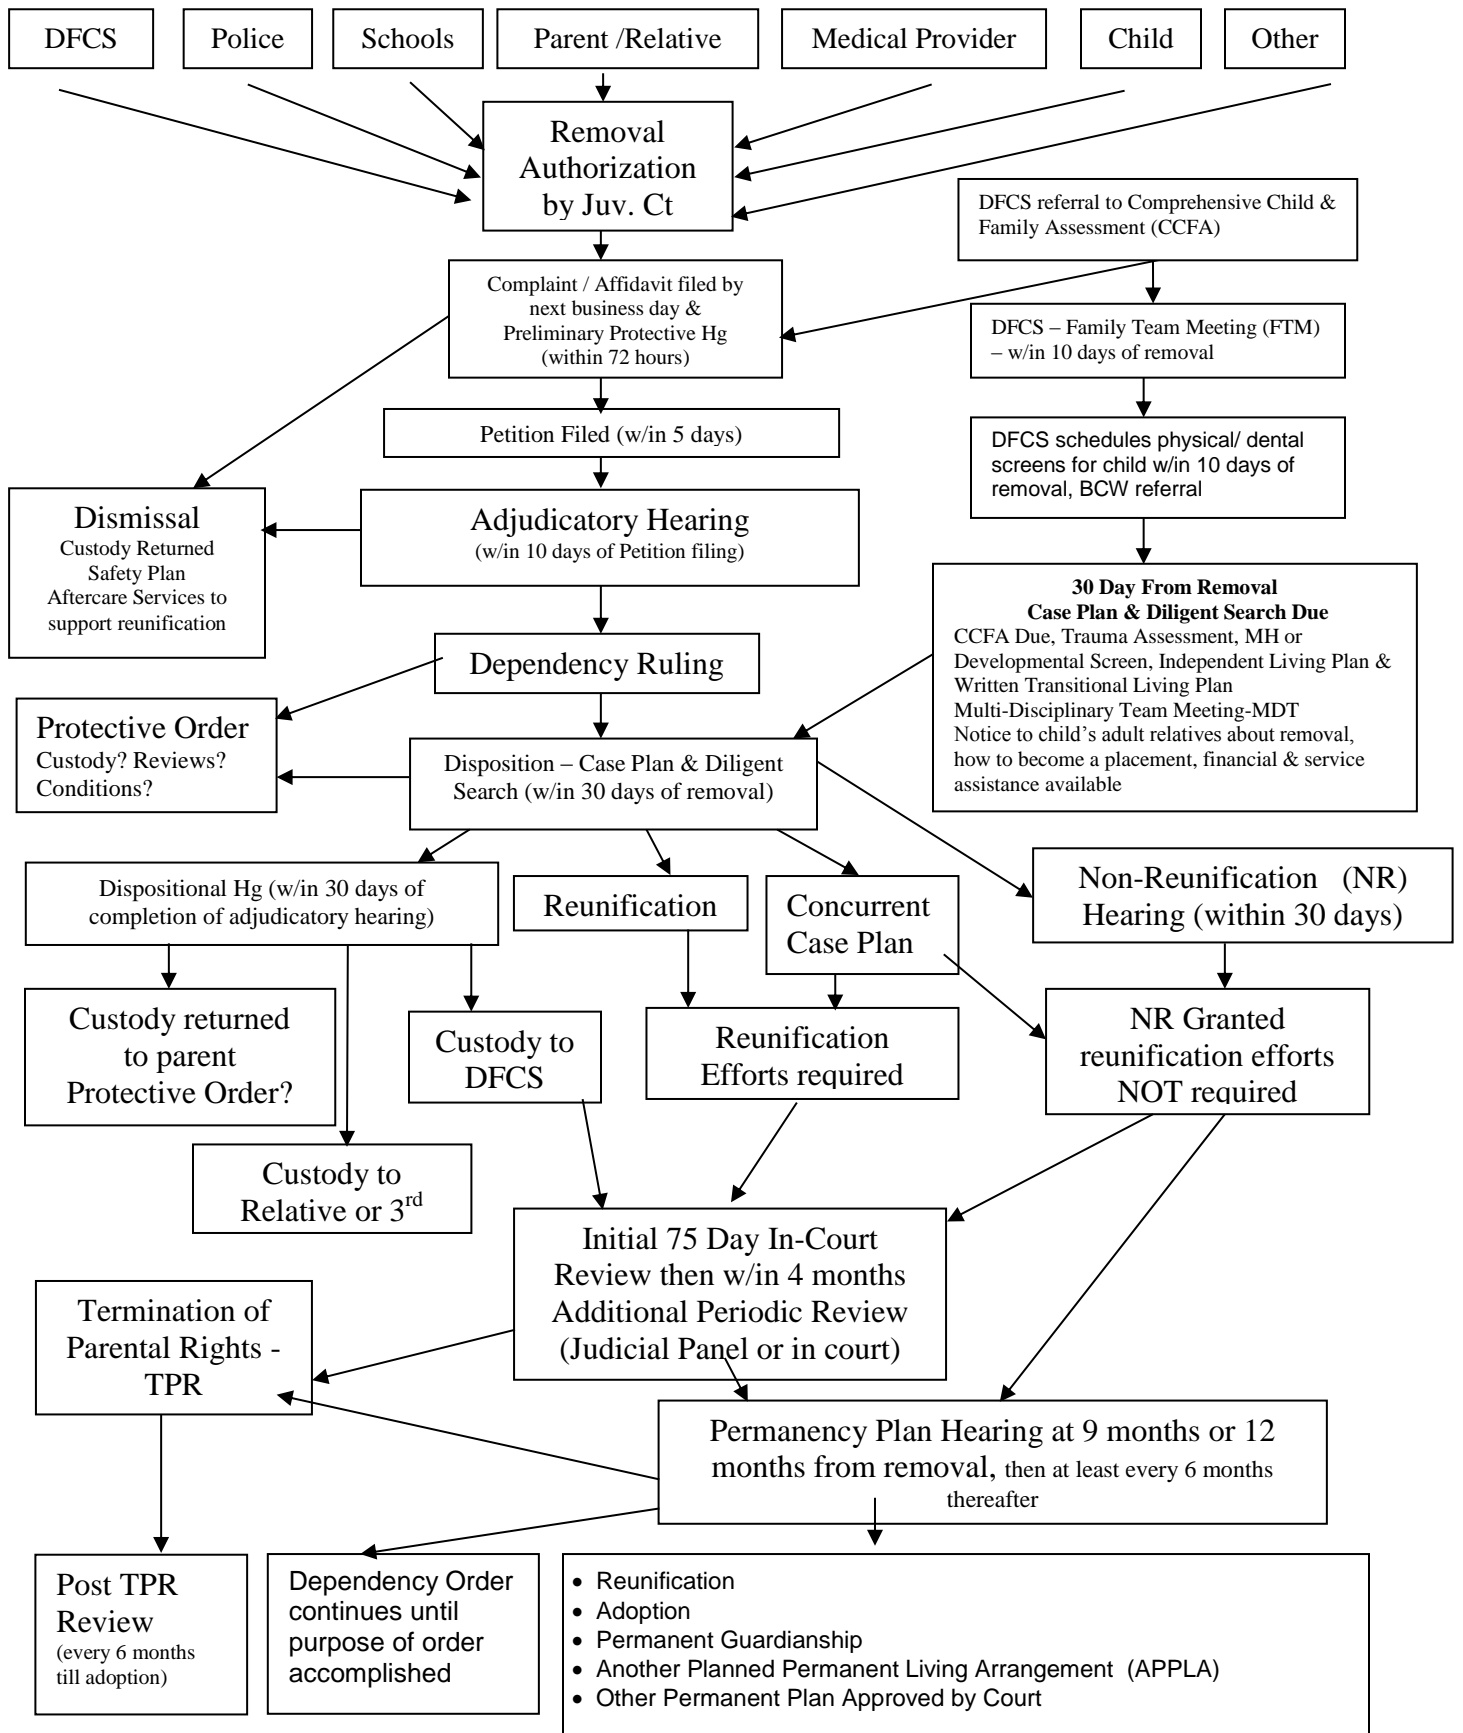 DFCS
Police
Schools
Parent /Relative
Medical Provider
Child
Other
Removal
Authorization
by Juv. Ct
DFCS referral to Comprehensive Child &
Family Assessment (CCFA)
Complaint / Affidavit filed by
next business day &
Preliminary Protective Hg
(within 72 hours)
DFCS – Family Team Meeting (FTM)
– w/in 10 days of removal
Petition Filed (w/in 5 days)
DFCS schedules physical/ dental
screens for child w/in 10 days of
removal, BCW referral
Dismissal
Custody Returned
Safety Plan
Aftercare Services to
support reunification
Adjudicatory Hearing
(w/in 10 days of Petition filing)
30 Day From Removal
Case Plan & Diligent Search Due
CCFA Due, Trauma Assessment, MH or
Developmental Screen, Independent Living Plan &
Written Transitional Living Plan
Multi-Disciplinary Team Meeting-MDT
Notice to child's adult relatives about removal,
how to become a placement, financial & service
assistance available
Dependency Ruling
Protective Order
Custody? Reviews?
Conditions?
Disposition – Case Plan & Diligent
Search (w/in 30 days of removal)
Dispositional Hg (w/in 30 days of
completion of adjudicatory hearing)
Reunification
Concurrent
Case Plan
Non-Reunification (NR)
Hearing (within 30 days)
Custody returned
to parent
Protective Order?
Custody to
DFCS
Reunification
Efforts required
NR Granted
reunification efforts
NOT required
Custody to
Relative or 3rd
Initial 75 Day In-Court
Review then w/in 4 months
Additional Periodic Review
(Judicial Panel or in court)
Termination of
Parental Rights -
TPR
Permanency Plan Hearing at 9 months or 12
months from removal, then at least every 6 months
thereafter
Post TPR
Review
(every 6 months
till adoption)
Dependency Order
continues until
purpose of order
accomplished
• Reunification
• Adoption
• Permanent Guardianship
• Another Planned Permanent Living Arrangement (APPLA)
• Other Permanent Plan Approved by Court